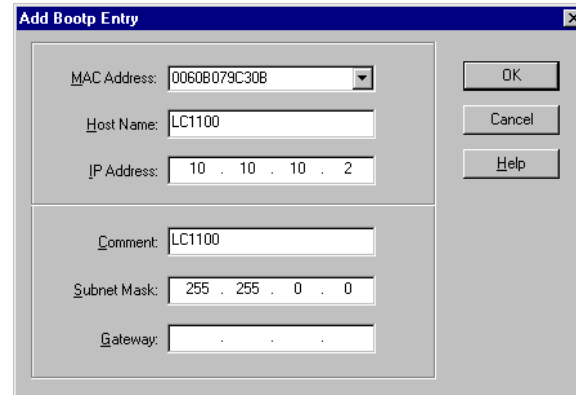 Add Bootp Entry
MAC Address: 0060B079C30B
OK
Host Name: LC1100
Cancel
IP Address: 10 . 10 . 10 . 2
Help
Comment: LC1100
Subnet Mask: 255 . 255 . 0 . 0
Gateway: . . .